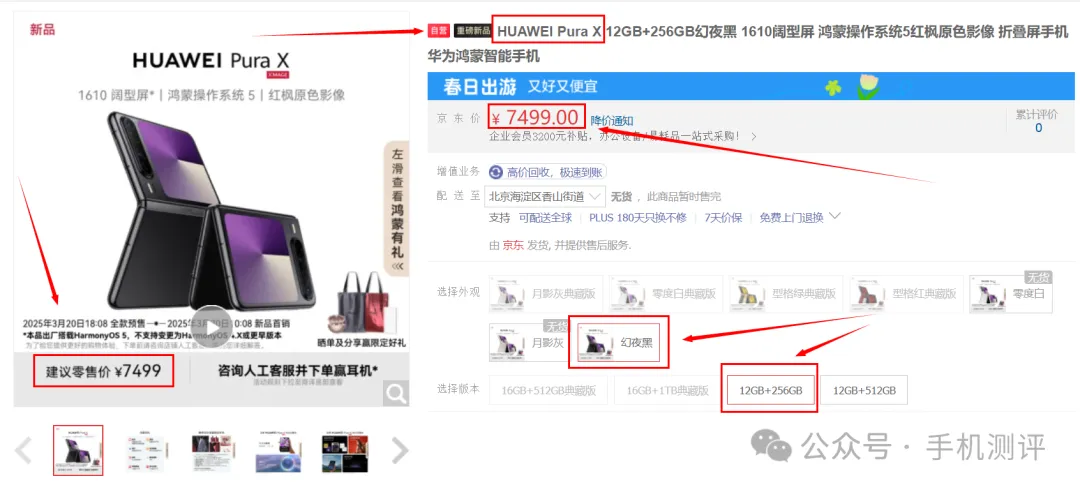 新品
HUAWEI Pura X
XMAGE
1610 阔型屏*｜鸿蒙操作系统 5｜红枫原色影像
左滑查看鸿蒙有礼
2025年3月20日18:08 全款预售
10:08 新品首销
*本品出厂搭载HarmonyOS 5，不支持变更为HarmonyOS 4.X或更早版本
晒单及分享赢限定好礼
建议零售价 ¥7499
咨询人工客服并下单赢耳机*
自营 重磅新品 HUAWEI Pura X 12GB+256GB幻夜黑 1610阔型屏 鸿蒙操作系统5红枫原色影像 折叠屏手机
华为鸿蒙智能手机
春日出游 又好又便宜
京东价 ¥ 7499.00 降价通知
累计评价
0
企业会员3200元补贴，办公设备/易耗品一站式采购！ >
增值业务 高价回收，极速到账
配送至 北京海淀区香山街道 无货，此商品暂时售完
支持 可配送全球 PLUS 180天只换不修 7天价保 免费上门退换
由 京东 发货, 并提供售后服务.
选择外观 月影灰典藏版 零度白典藏版 型格绿典藏版 型格红典藏版 无货 零度白
无货 月影灰 幻夜黑
选择版本 16GB+512GB典藏版 16GB+1TB典藏版 12GB+256GB 12GB+512GB
公众号 · 手机测评